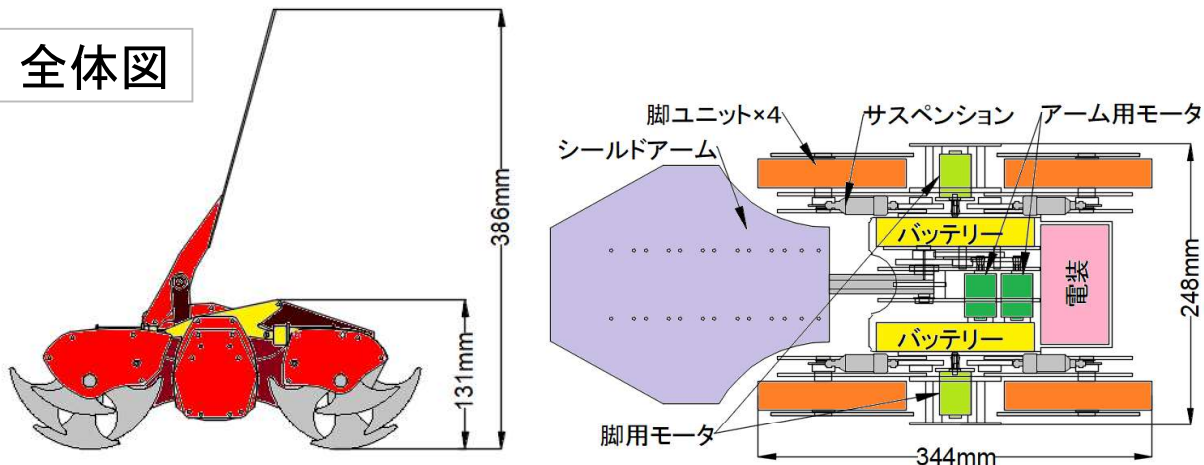 全体図
386mm
131mm
脚ユニット×4
サスペンション
アーム用モータ
シールドアーム
バッテリー
電装
バッテリー
248mm
脚用モータ
344mm